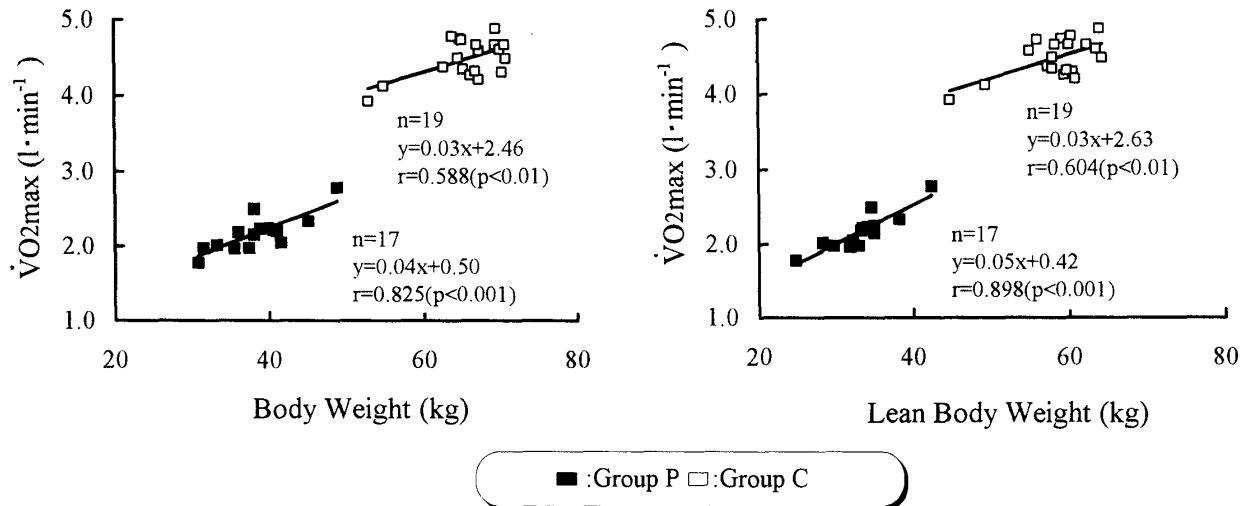 5.0
4.0
3.0
2.0
1.0
V̇O2max (l·min⁻¹)
n=19
y=0.03x+2.46
r=0.588(p<0.01)
n=17
y=0.04x+0.50
r=0.825(p<0.001)
20 40 60 80
Body Weight (kg)
5.0
4.0
3.0
2.0
1.0
V̇O2max (l·min⁻¹)
n=19
y=0.03x+2.63
r=0.604(p<0.01)
n=17
y=0.05x+0.42
r=0.898(p<0.001)
20 40 60 80
Lean Body Weight (kg)
■ :Group P □ :Group C